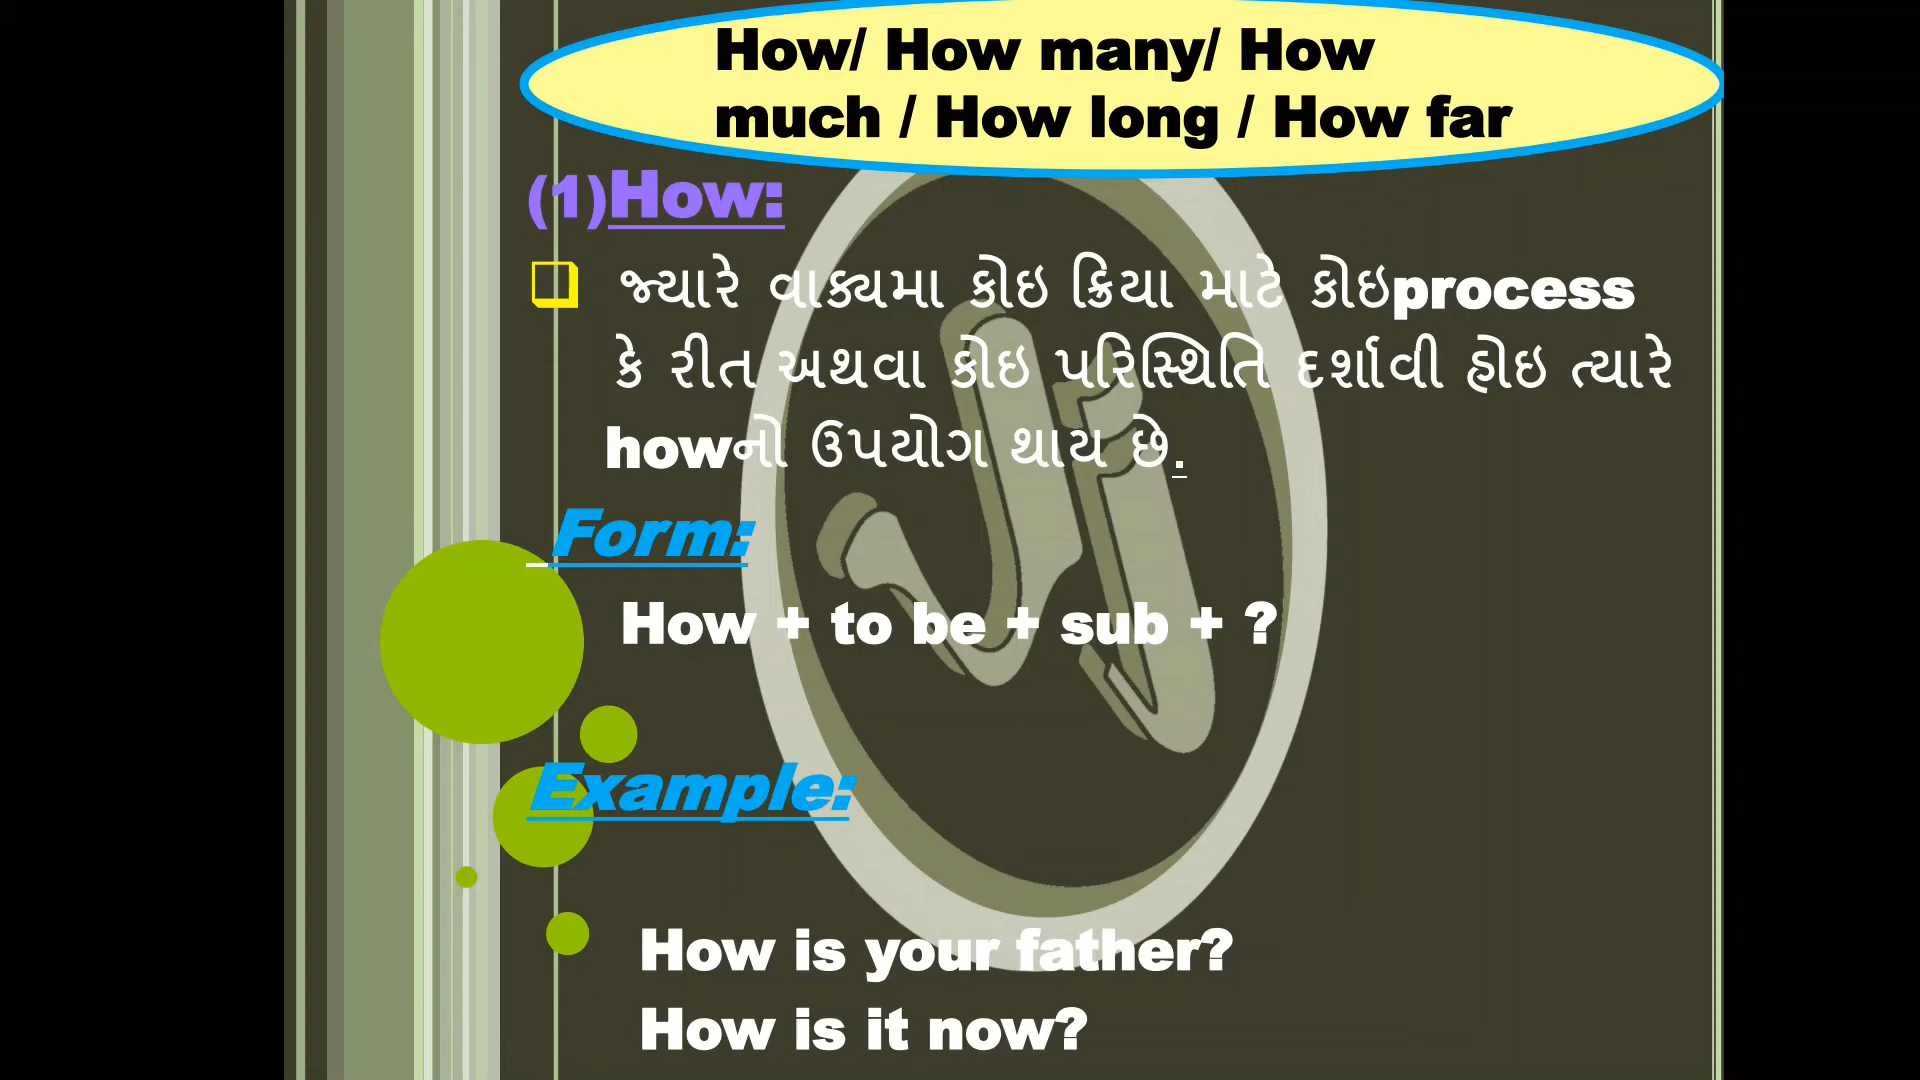 How/ How many/ How
much / How long / How far
(1)How:
જ્યારે વાક્યમા કોઇ ક્રિયા માટે કોઇprocess
કે રીત અથવા કોઇ પરિસ્થિતિ દર્શાવી હોઇ ત્યારે
howનો ઉપયોગ થાય છે.
Form:
How + to be + sub + ?
Example:
How is your father?
How is it now?